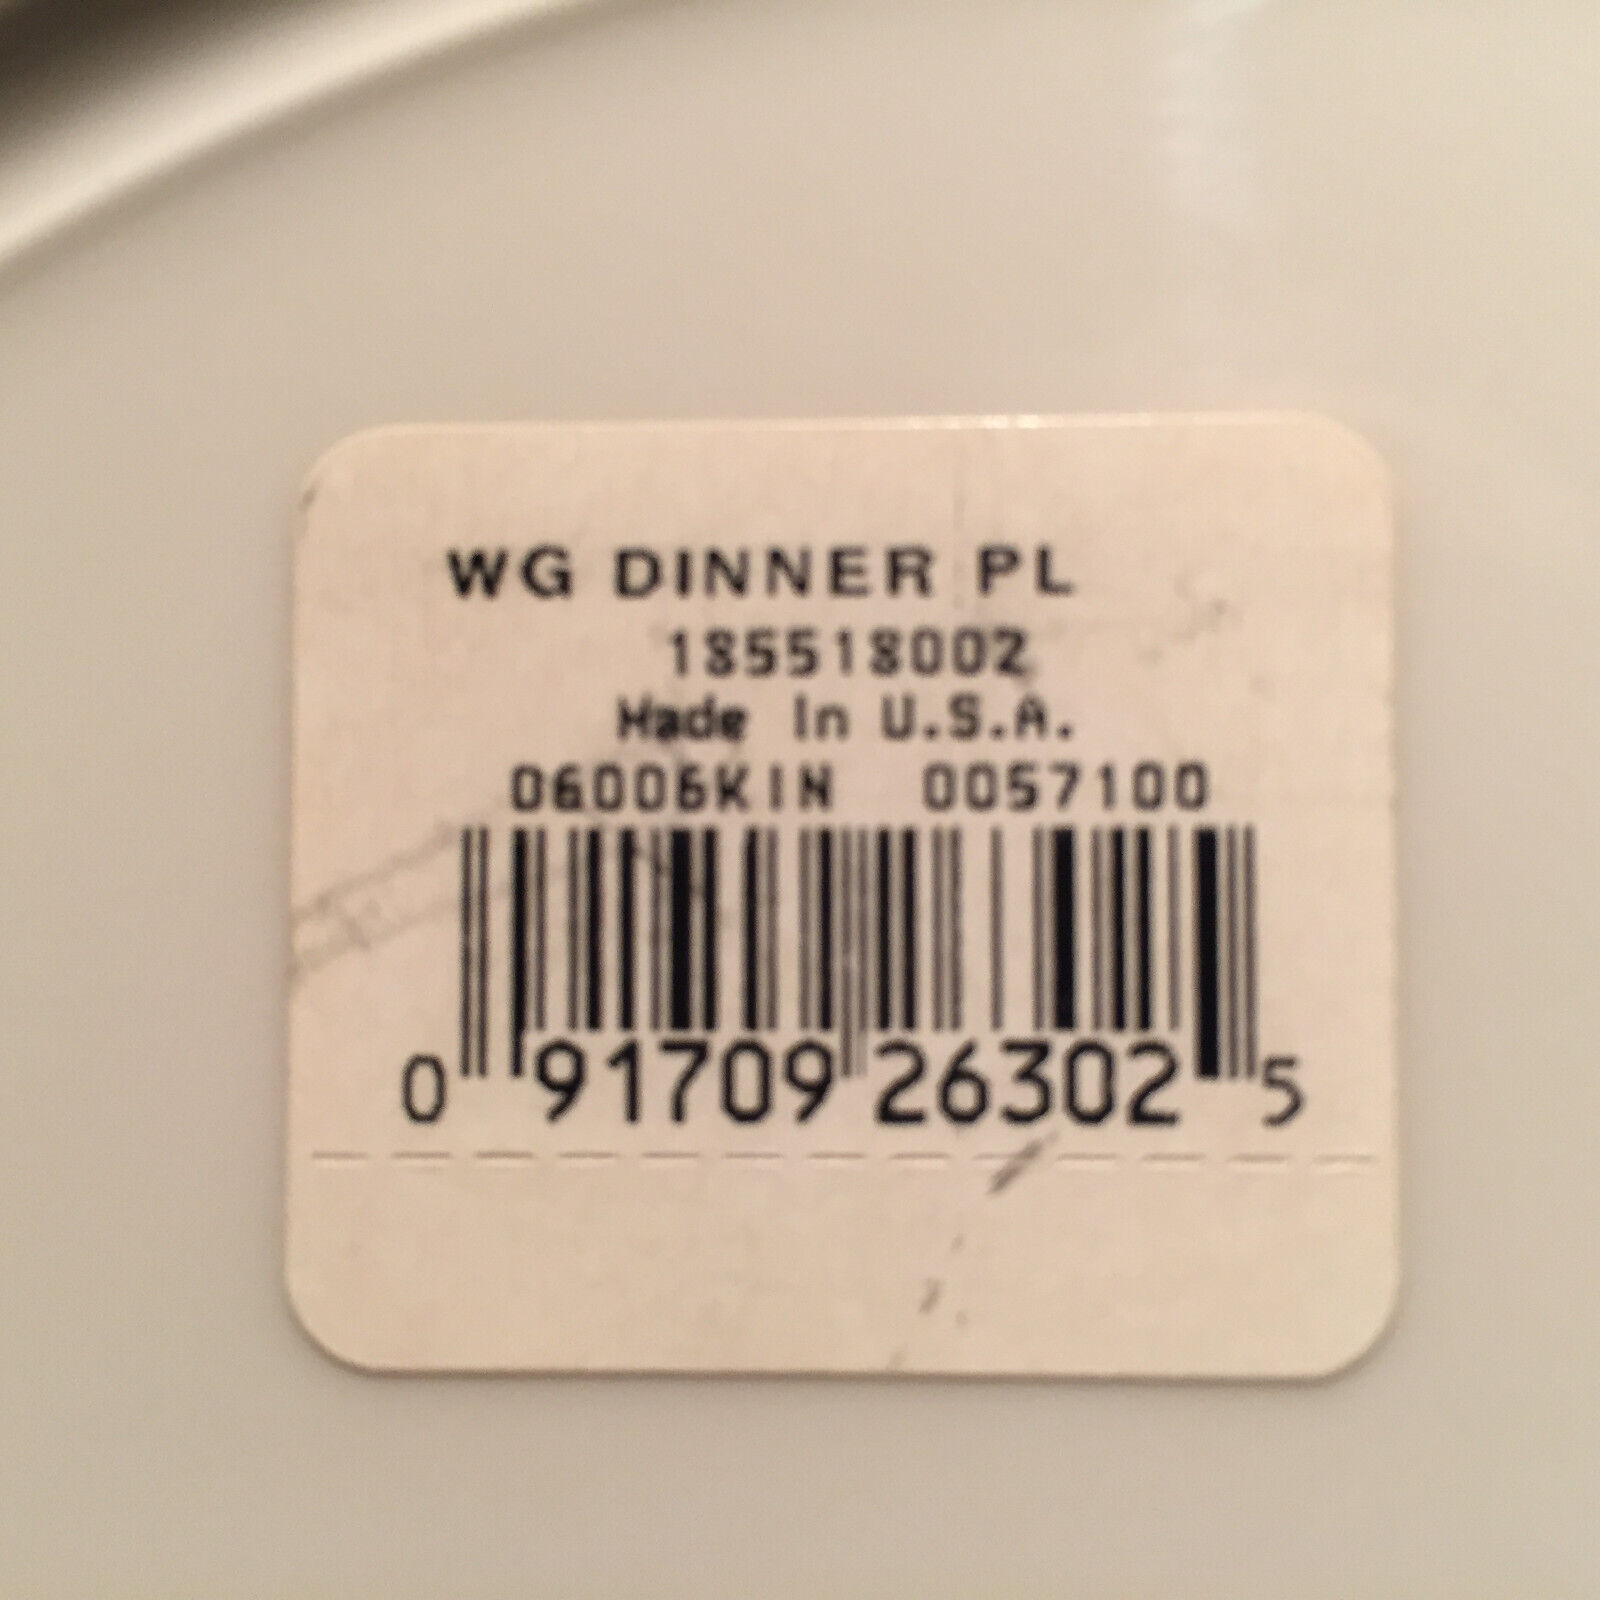 WG DINNER PL
185518002
Made In U.S.A.
06006KIN 0057100
0 91709 26302 5